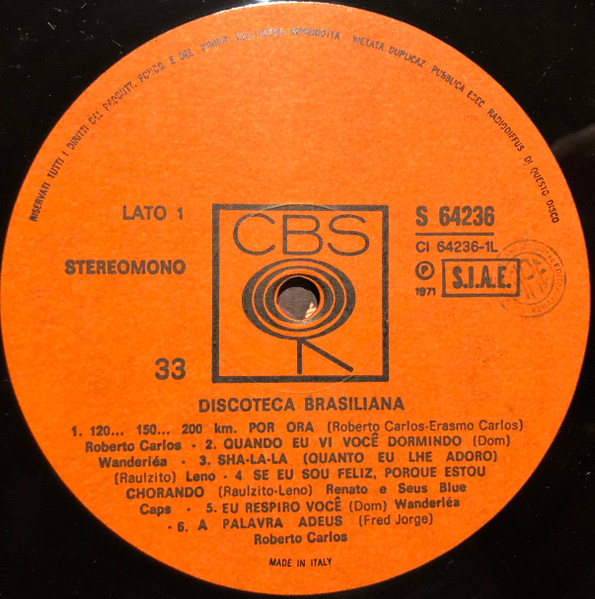 RISERVATI TUTTI I DIRITTI DEL PRODUTT. FONOG. E DEL VIETATA DUPLICAZ PUBBLICA ESEC RADIODIFFUS DI QUESTO DISCO
LATO 1
STEREOMONO
33
CBS
S 64236
CI 64236-1L
P
1971
S.I.A.E.
DISCOTECA BRASILIANA
1. 120... 150... 200 km. POR ORA (Roberto Carlos-Erasmo Carlos)
Roberto Carlos - 2. QUANDO EU VI VOCÊ DORMINDO (Dom)
Wanderléa - 3. SHA-LA-LA (QUANTO EU LHE ADORO)
(Raulzito) Leno - 4 SE EU SOU FELIZ, PORQUE ESTOU
CHORANDO (Raulzito-Leno) Renato e Seus Blue
Caps - 5. EU RESPIRO VOCÊ (Dom) Wanderléa
- 6. A PALAVRA ADEUS (Fred Jorge)
Roberto Carlos
MADE IN ITALY